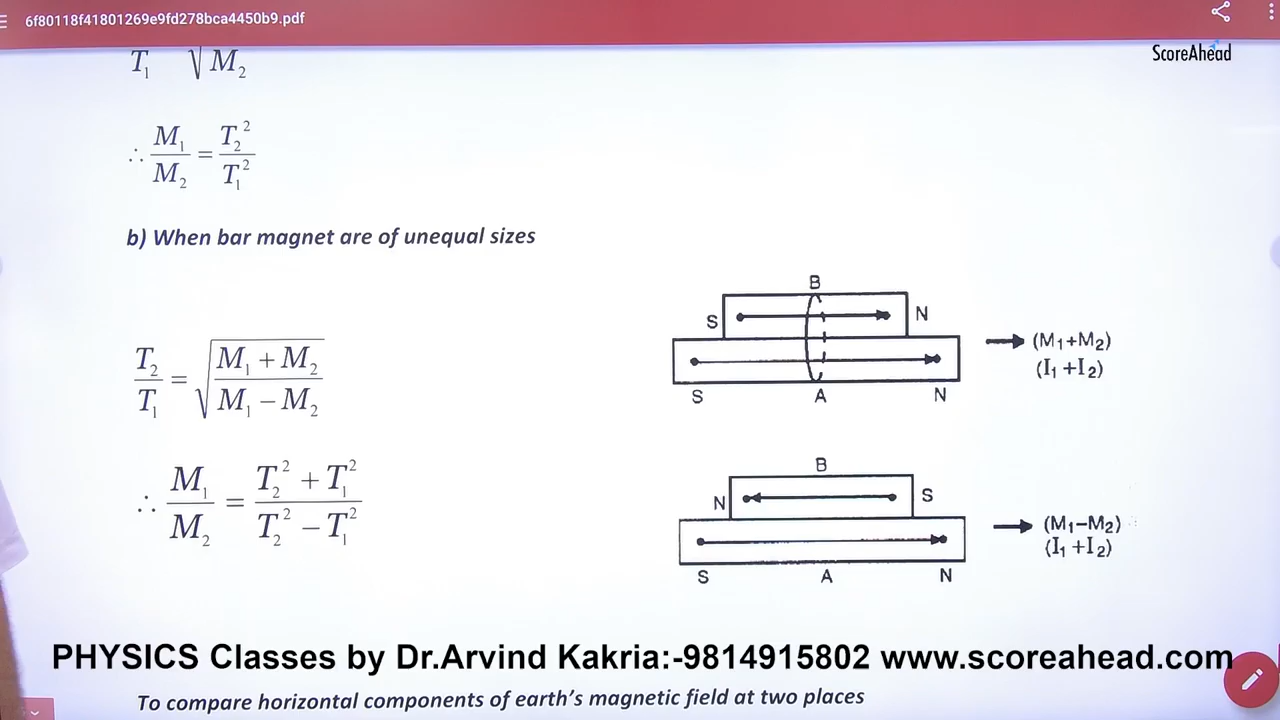 6f80118f41801269e9fd278bca4450b9.pdf
ScoreAhead
T₁ √M₂
∴ M₁/M₂ = T₂²/T₁²
b) When bar magnet are of unequal sizes
T₂/T₁ = √((M₁ + M₂)/(M₁ − M₂))
∴ M₁/M₂ = (T₂² + T₁²)/(T₂² − T₁²)
B
S N
(M₁+M₂)
(I₁+I₂)
S A N
B
N S
(M₁−M₂)
(I₁+I₂)
S A N
PHYSICS Classes by Dr.Arvind Kakria:-9814915802 www.scoreahead.com
To compare horizontal components of earth's magnetic field at two places